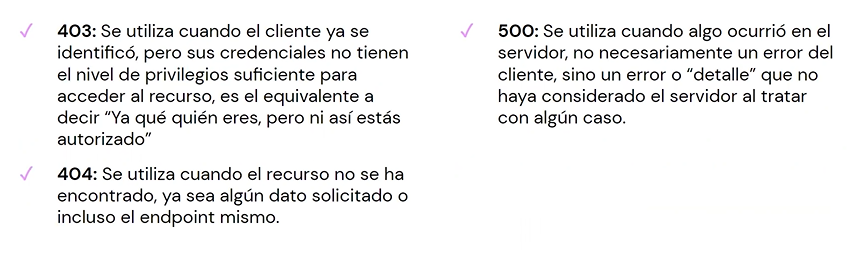 403: Se utiliza cuando el cliente ya se
identificó, pero sus credenciales no tienen
el nivel de privilegios suficiente para
acceder al recurso, es el equivalente a
decir “Ya qué quién eres, pero ni así estás
autorizado”
404: Se utiliza cuando el recurso no se ha
encontrado, ya sea algún dato solicitado o
incluso el endpoint mismo.
500: Se utiliza cuando algo ocurrió en el
servidor, no necesariamente un error del
cliente, sino un error o “detalle” que no
haya considerado el servidor al tratar
con algún caso.